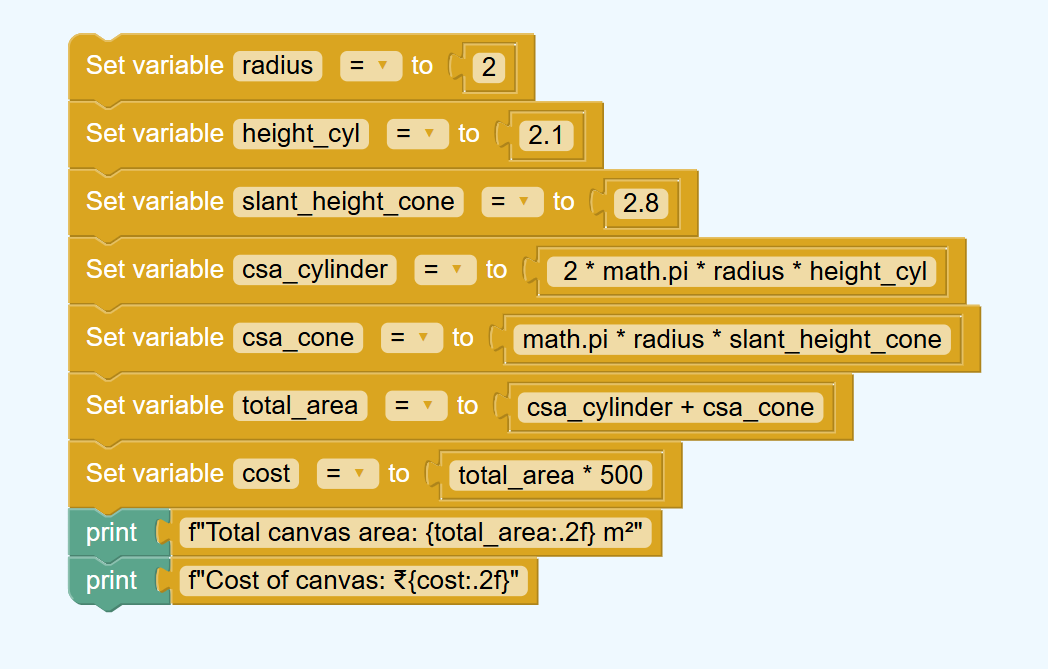 Set variable radius = to 2
Set variable height_cyl = to 2.1
Set variable slant_height_cone = to 2.8
Set variable csa_cylinder = to 2 * math.pi * radius * height_cyl
Set variable csa_cone = to math.pi * radius * slant_height_cone
Set variable total_area = to csa_cylinder + csa_cone
Set variable cost = to total_area * 500
print f"Total canvas area: {total_area:.2f} m²"
print f"Cost of canvas: ₹{cost:.2f}"